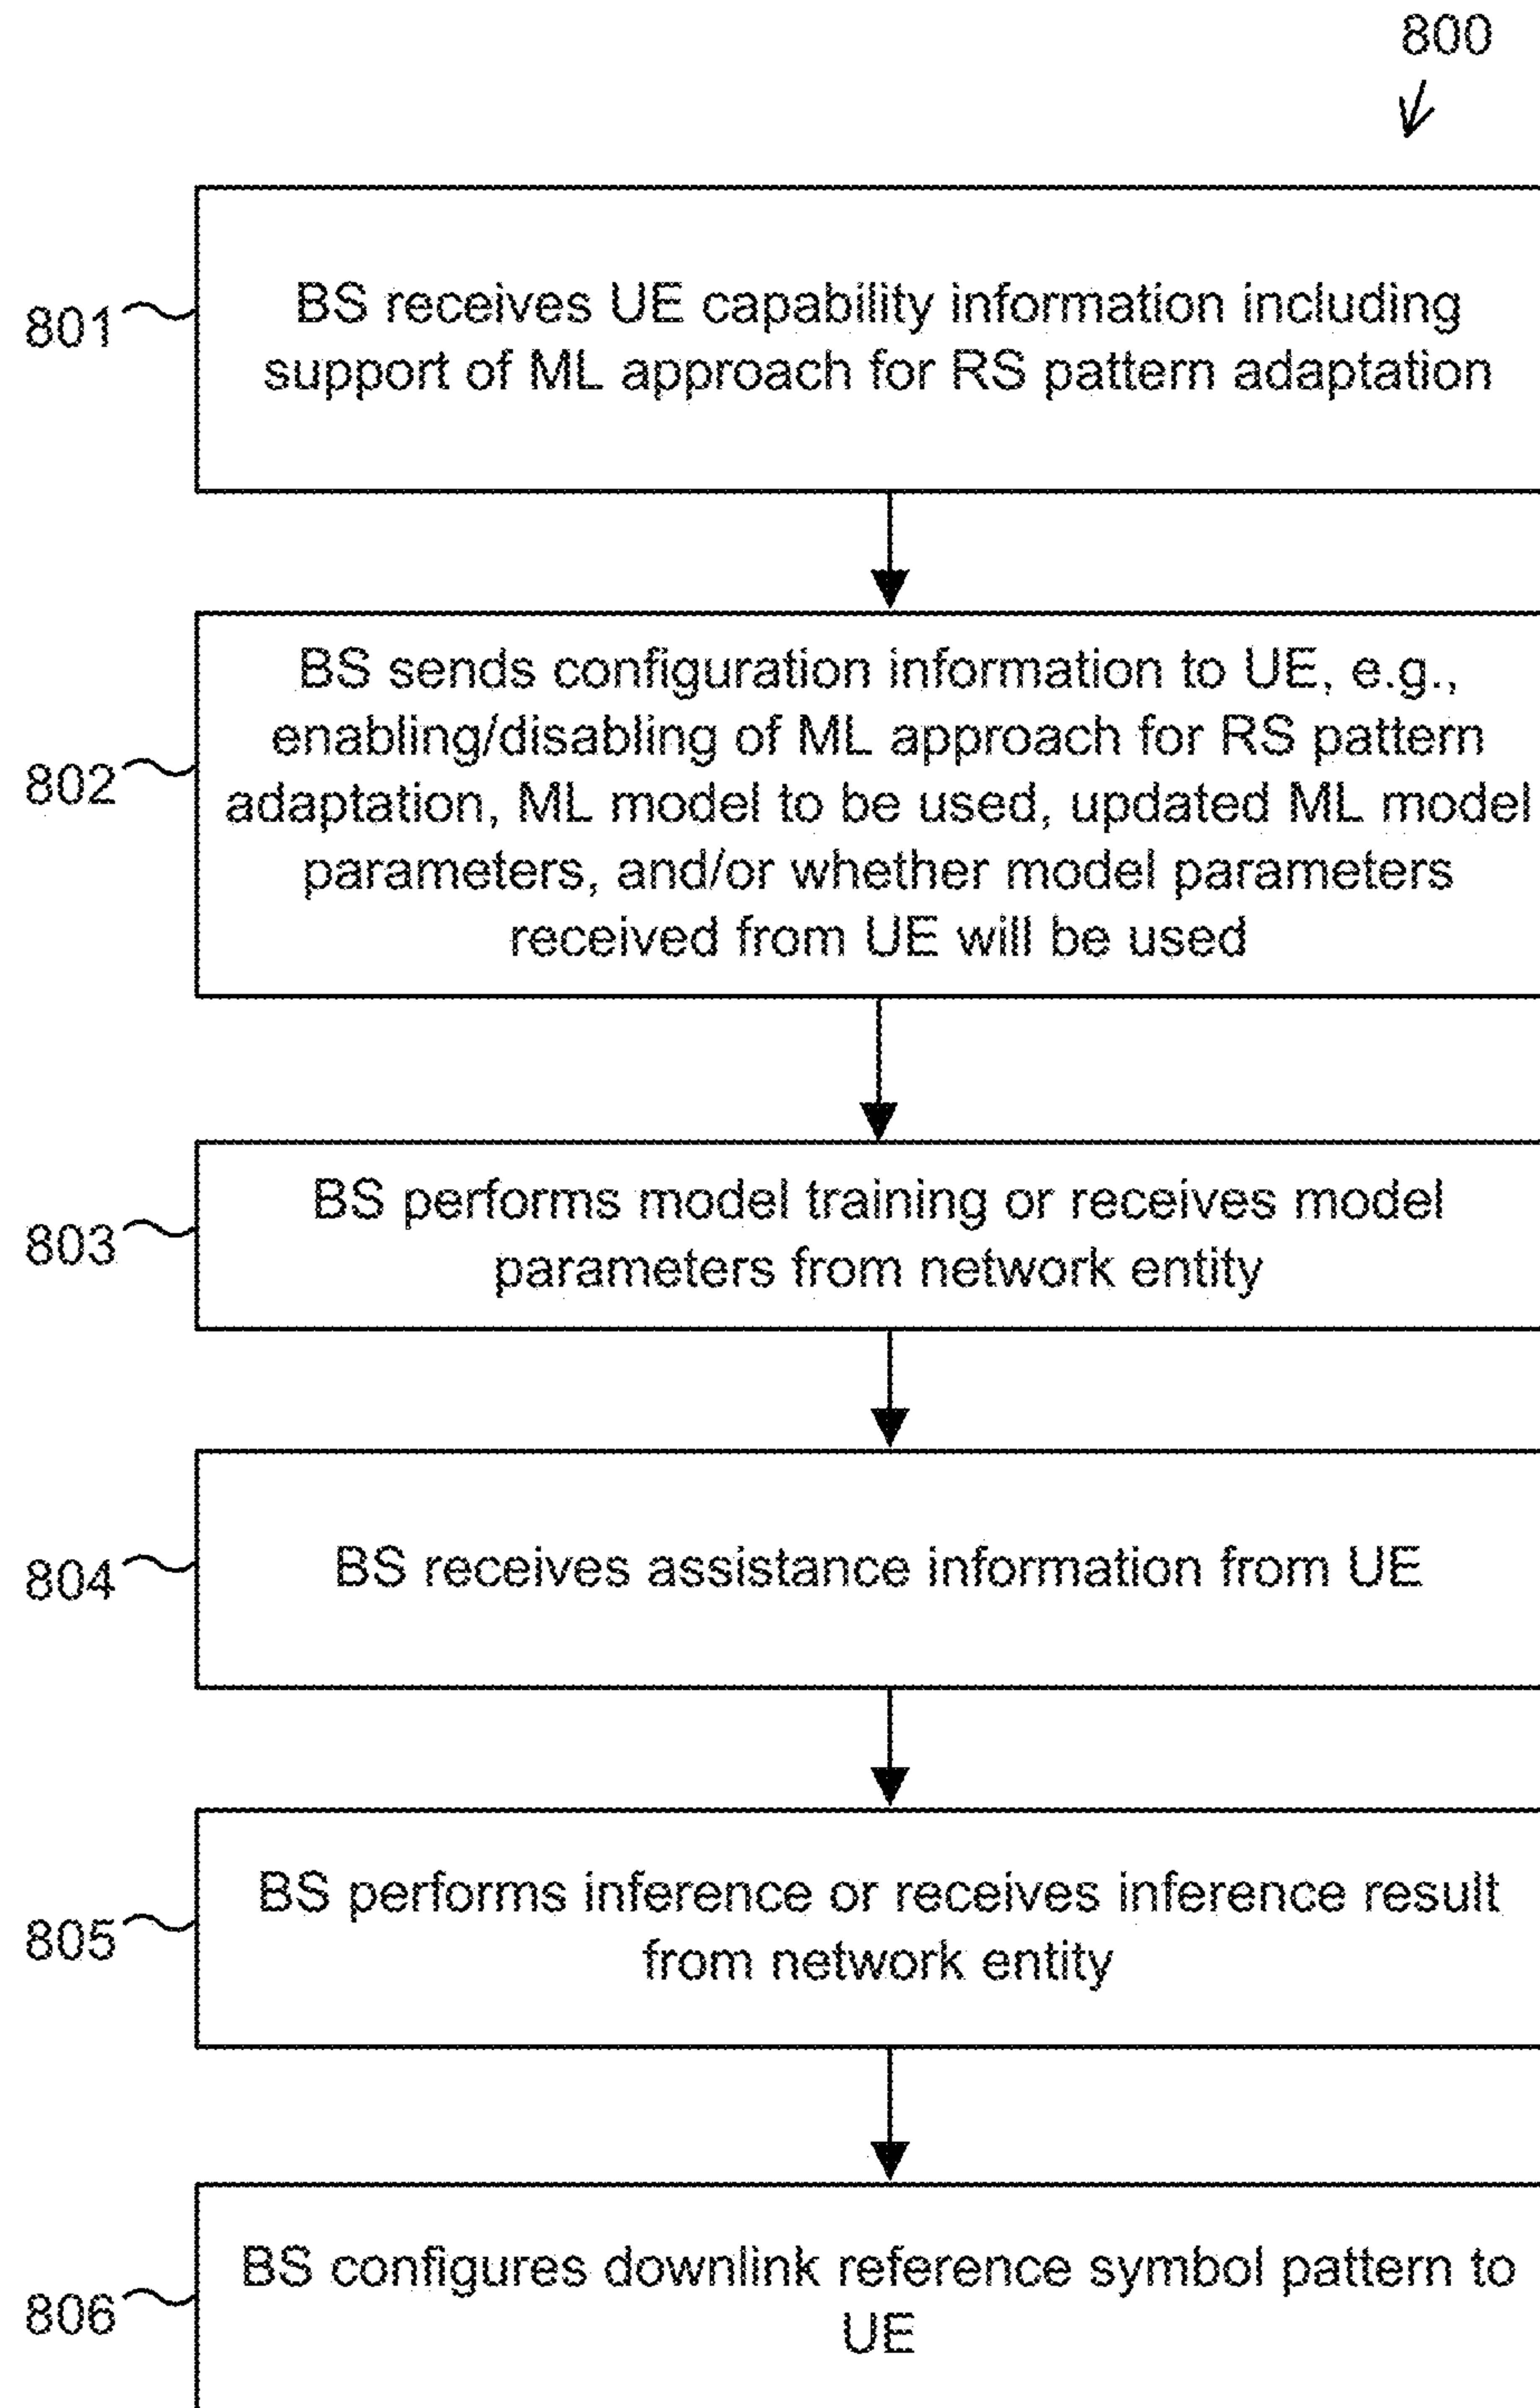 800
801
BS receives UE capability information including
support of ML approach for RS pattern adaptation
802
BS sends configuration information to UE, e.g.,
enabling/disabling of ML approach for RS pattern
adaptation, ML model to be used, updated ML model
parameters, and/or whether model parameters
received from UE will be used
803
BS performs model training or receives model
parameters from network entity
804
BS receives assistance information from UE
805
BS performs inference or receives inference result
from network entity
806
BS configures downlink reference symbol pattern to
UE